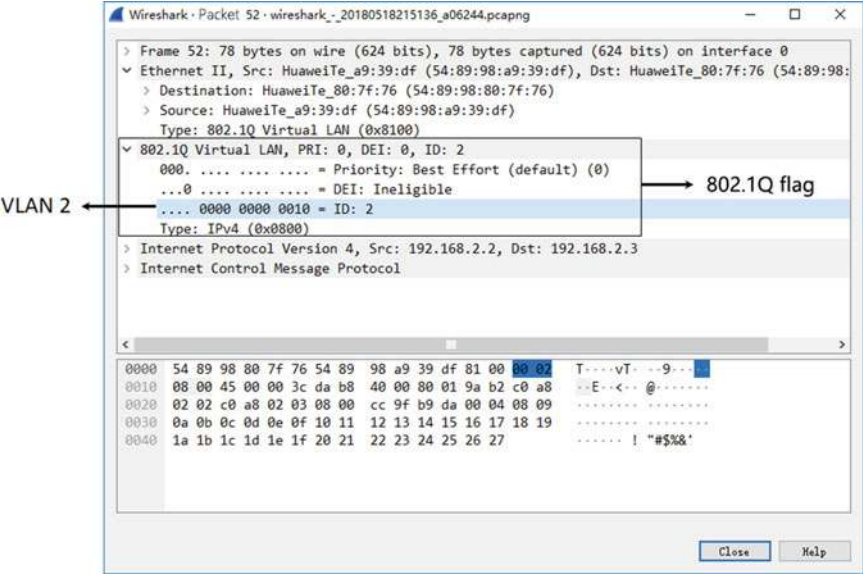 Wireshark · Packet 52 · wireshark_-_20180518215136_a06244.pcapng
> Frame 52: 78 bytes on wire (624 bits), 78 bytes captured (624 bits) on interface 0
Ethernet II, Src: HuaweiTe_a9:39:df (54:89:98:a9:39:df), Dst: HuaweiTe_80:7f:76 (54:89:98:
> Destination: HuaweiTe_80:7f:76 (54:89:98:80:7f:76)
> Source: HuaweiTe_a9:39:df (54:89:98:a9:39:df)
Type: 802.1Q Virtual LAN (0x8100)
802.1Q Virtual LAN, PRI: 0, DEI: 0, ID: 2
000. .... .... .... = Priority: Best Effort (default) (0)
...0 .... .... .... = DEI: Ineligible
802.1Q flag
VLAN 2
.... 0000 0000 0010 = ID: 2
Type: IPv4 (0x0800)
> Internet Protocol Version 4, Src: 192.168.2.2, Dst: 192.168.2.3
> Internet Control Message Protocol
0000 54 89 98 80 7f 76 54 89 98 a9 39 df 81 00 00 02 T····vT· ··9·····
0010 08 00 45 00 00 3c da b8 40 00 80 01 9a b2 c0 a8 ··E··<·· @·······
0020 02 02 c0 a8 02 03 08 00 cc 9f b9 da 00 04 08 09 ········ ········
0030 0a 0b 0c 0d 0e 0f 10 11 12 13 14 15 16 17 18 19 ········ ········
0040 1a 1b 1c 1d 1e 1f 20 21 22 23 24 25 26 27 ······ ! "#$%&'
Close Help